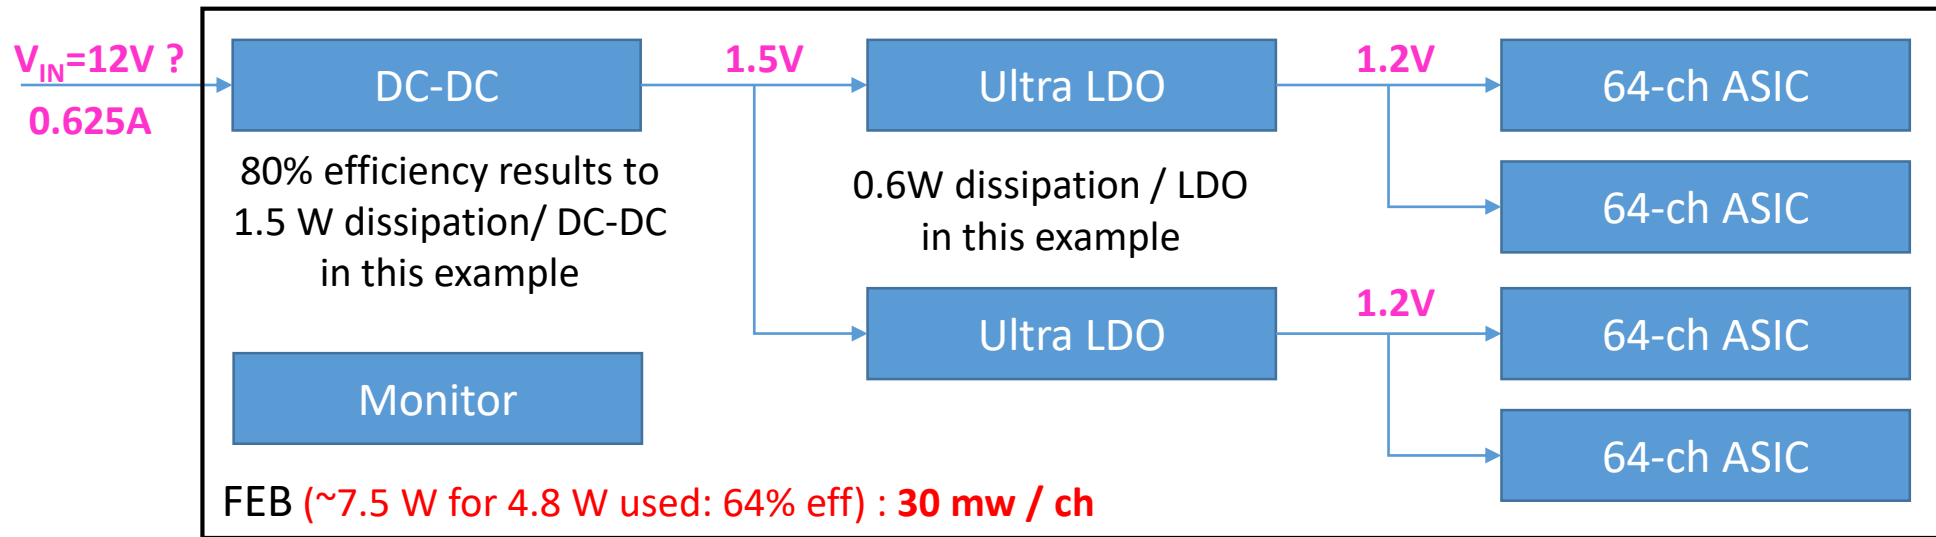 V_IN=12V ?
0.625A
DC-DC
1.5V
Ultra LDO
1.2V
64-ch ASIC
80% efficiency results to
1.5 W dissipation/ DC-DC
in this example
0.6W dissipation / LDO
in this example
64-ch ASIC
Ultra LDO
1.2V
64-ch ASIC
Monitor
64-ch ASIC
FEB (~7.5 W for 4.8 W used: 64% eff) : 30 mw / ch